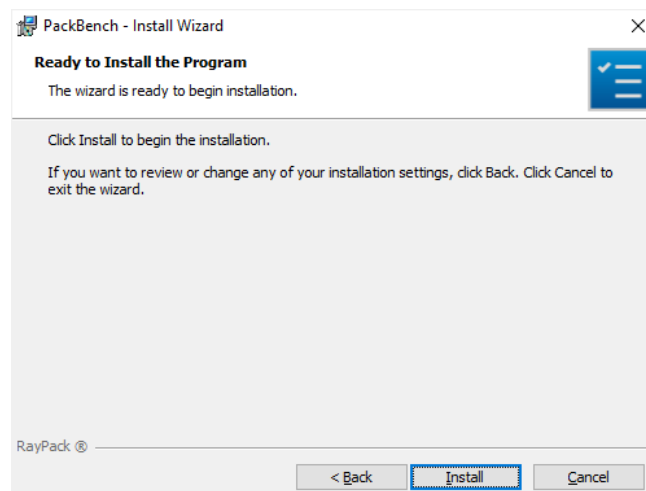 PackBench - Install Wizard
Ready to Install the Program
The wizard is ready to begin installation.
Click Install to begin the installation.
If you want to review or change any of your installation settings, click Back. Click Cancel to
exit the wizard.
RayPack ®
< Back Install Cancel